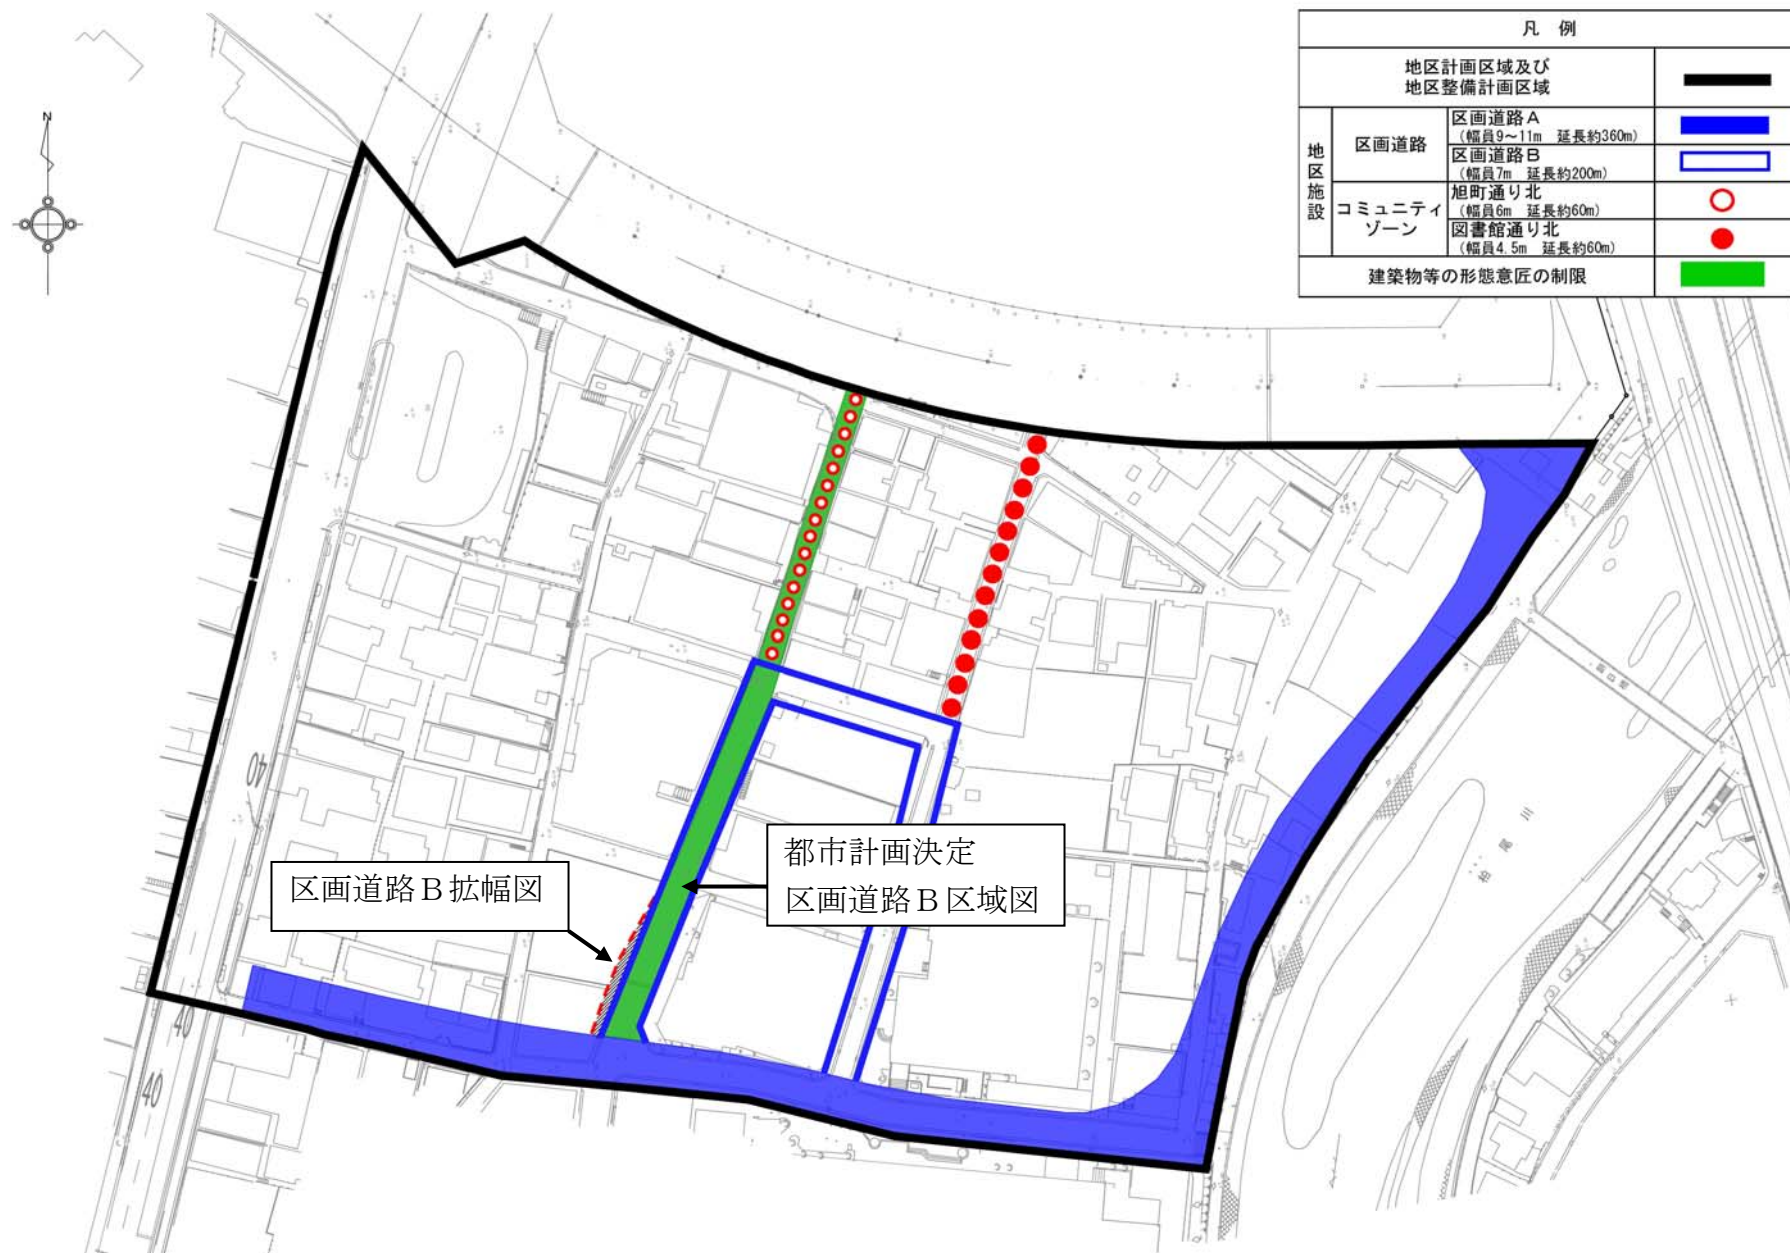 凡 例
地区計画区域及び
地区整備計画区域
地区施設
区画道路
区画道路A
(幅員9～11m 延長約360m)
区画道路B
(幅員7m 延長約200m)
コミュニティ
ゾーン
旭町通り北
(幅員6m 延長約60m)
図書館通り北
(幅員4.5m 延長約60m)
建築物等の形態意匠の制限
N
40
都市計画決定
区画道路B区域図
区画道路B拡幅図
柏尾川
40
40